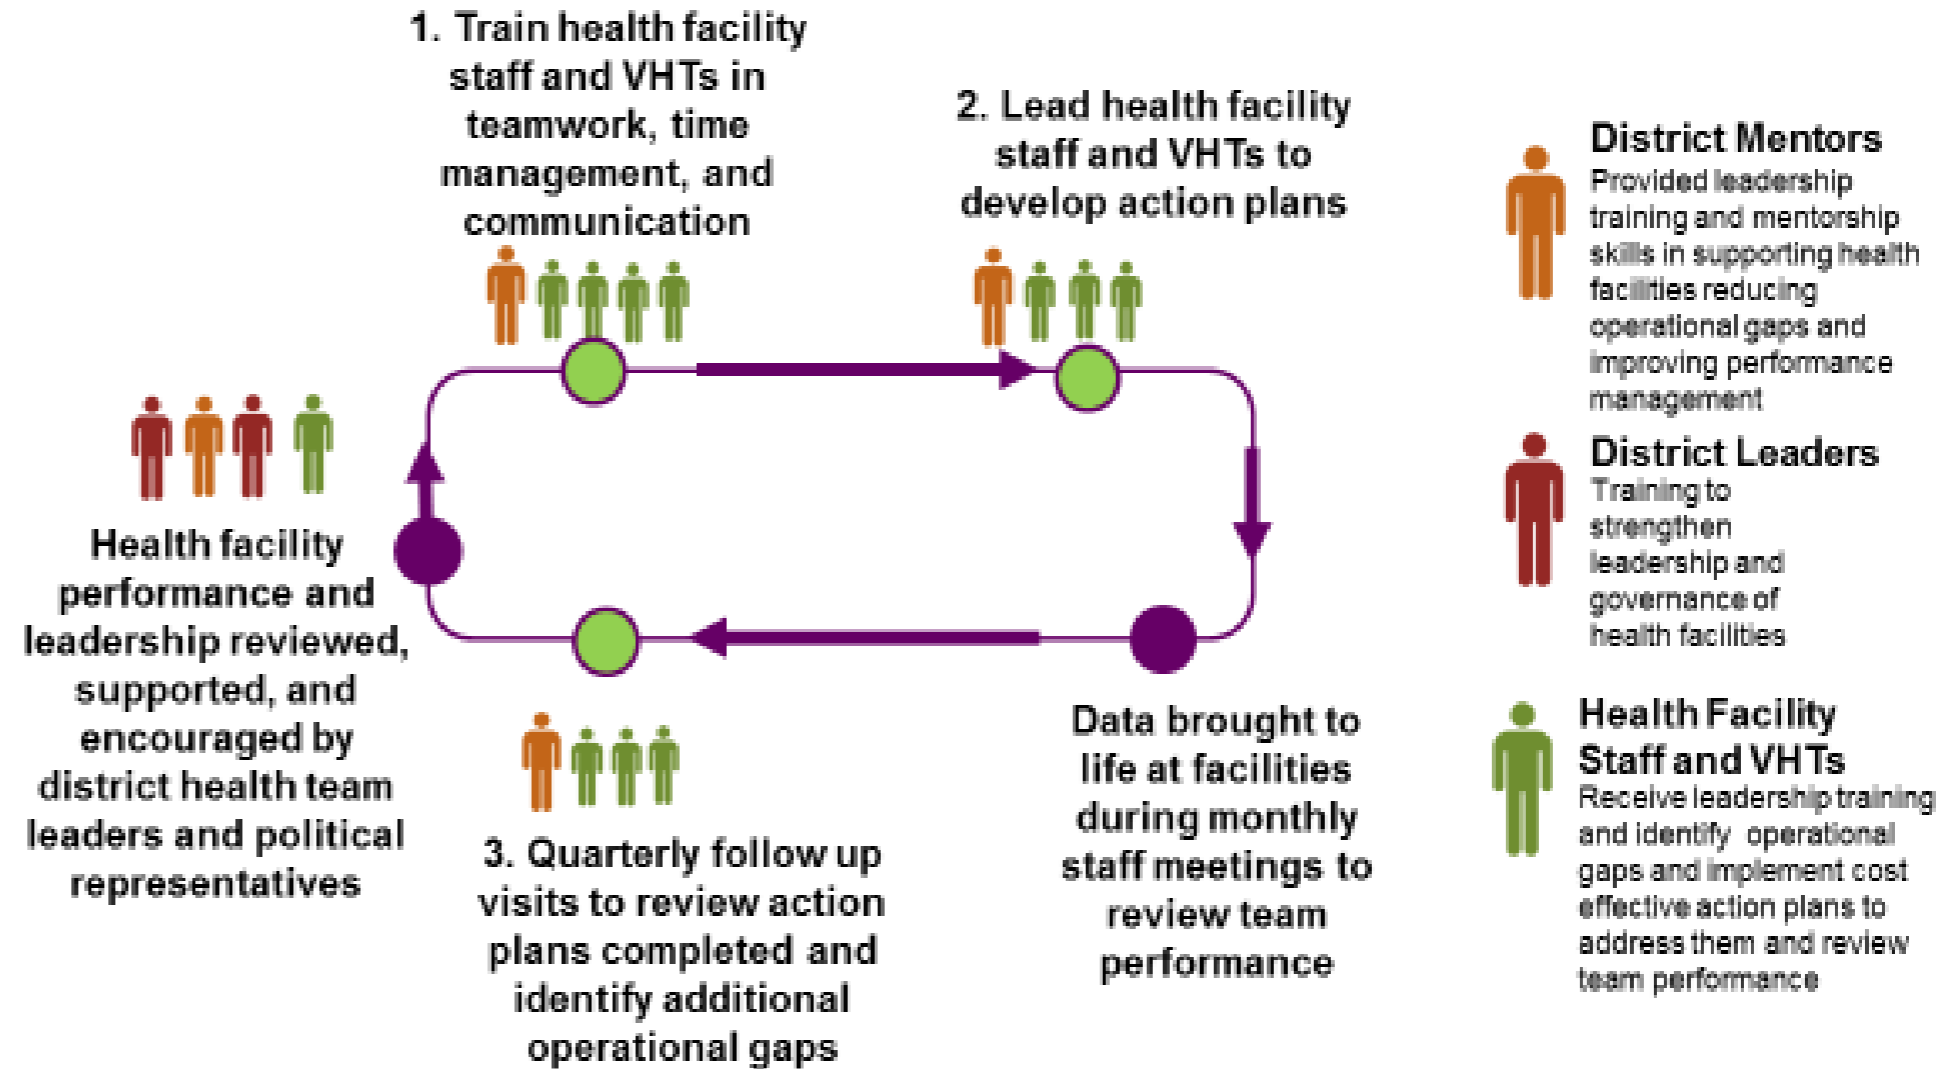 1. Train health facility
staff and VHTs in
teamwork, time
management, and
communication
2. Lead health facility
staff and VHTs to
develop action plans
Data brought to
life at facilities
during monthly
staff meetings to
review team
performance
3. Quarterly follow up
visits to review action
plans completed and
identify additional
operational gaps
Health facility
performance and
leadership reviewed,
supported, and
encouraged by
district health team
leaders and political
representatives
District Mentors
Provided leadership
training and mentorship
skills in supporting health
facilities reducing
operational gaps and
improving performance
management
District Leaders
Training to
strengthen
leadership and
governance of
health facilities
Health Facility
Staff and VHTs
Receive leadership training
and identify operational
gaps and implement cost
effective action plans to
address them and review
team performance